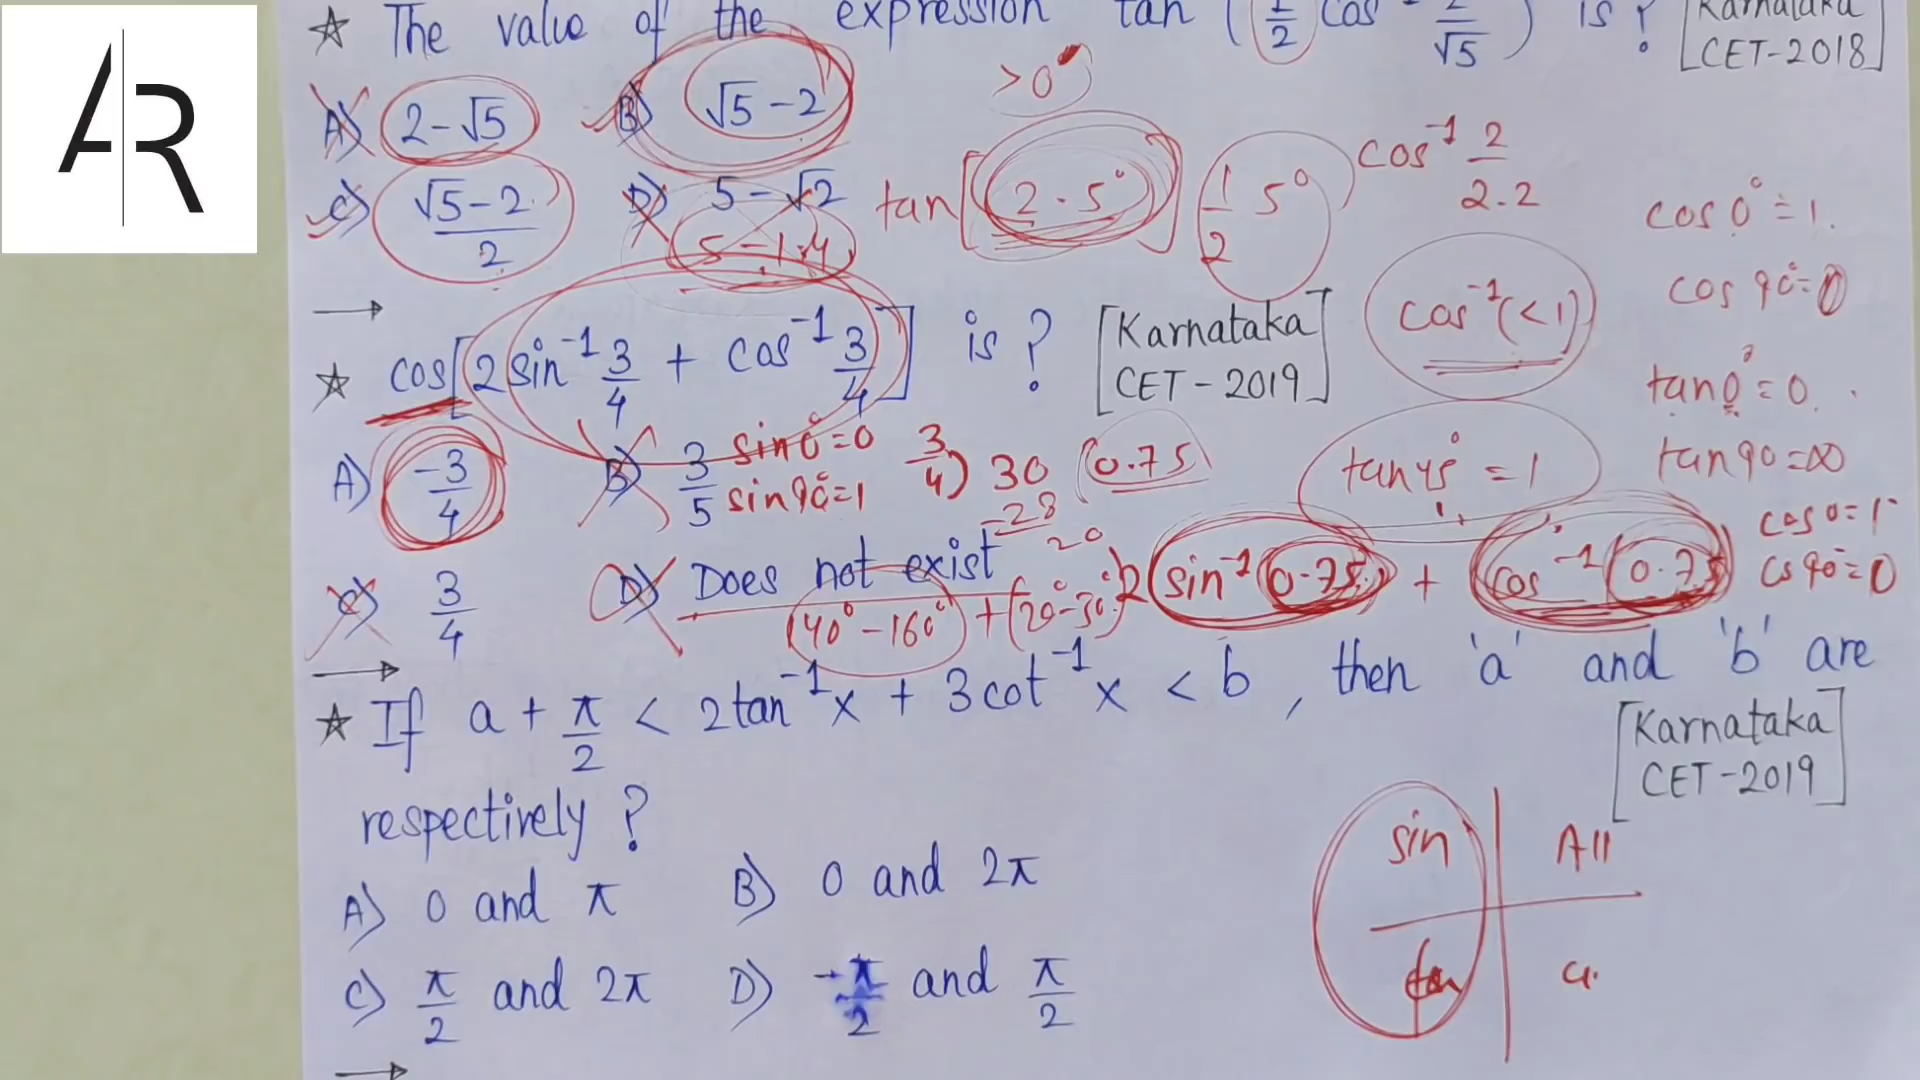 AR
☆ The value of the expression tan (1/2 cos⁻¹ 2/√5) is ? [Karnataka CET-2018]
A) 2-√5 B) √5-2
>0°
C) √5-2/2 D) 5-√2
5-1.4
tan[2.5°] 1/2 5° cos⁻¹ 2/2.2
cos 0° = 1.
cos 90° = 0
cos⁻¹(<1)
tan 0° = 0.
tan 90 = ∞
tan 45° = 1
☆ cos[2 sin⁻¹ 3/4 + cos⁻¹ 3/4] is ? [Karnataka CET-2019]
A) -3/4 B) 3/5
sin 0° = 0
sin 90° = 1
3/4) 30 (0.75
-28
20
C) 3/4 D) Does not exist
2 sin⁻¹(0.75) + cos⁻¹(0.75)
cos 0 = 1
cs 90° = 0
(140°-160°) + (20°-30°)
☆ If a + π/2 < 2tan⁻¹x + 3cot⁻¹x < b, then 'a' and 'b' are
respectively ? [Karnataka CET-2019]
A) 0 and π B) 0 and 2π
C) π/2 and 2π D) -π/2 and π/2
sin All
tan